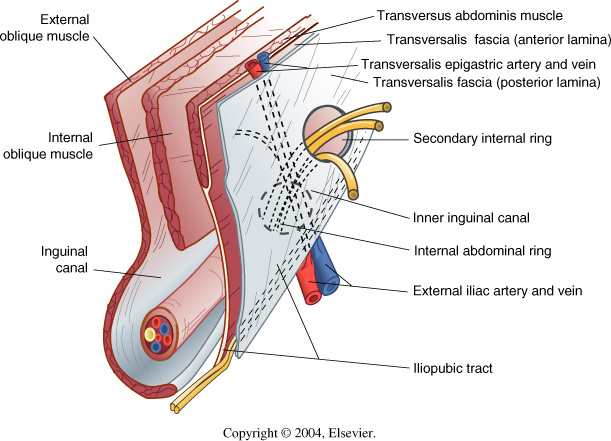 External
oblique muscle
Internal
oblique muscle
Inguinal
canal
Transversus abdominis muscle
Transversalis fascia (anterior lamina)
Transversalis epigastric artery and vein
Transversalis fascia (posterior lamina)
Secondary internal ring
Inner inguinal canal
Internal abdominal ring
External iliac artery and vein
Iliopubic tract
Copyright © 2004, Elsevier.